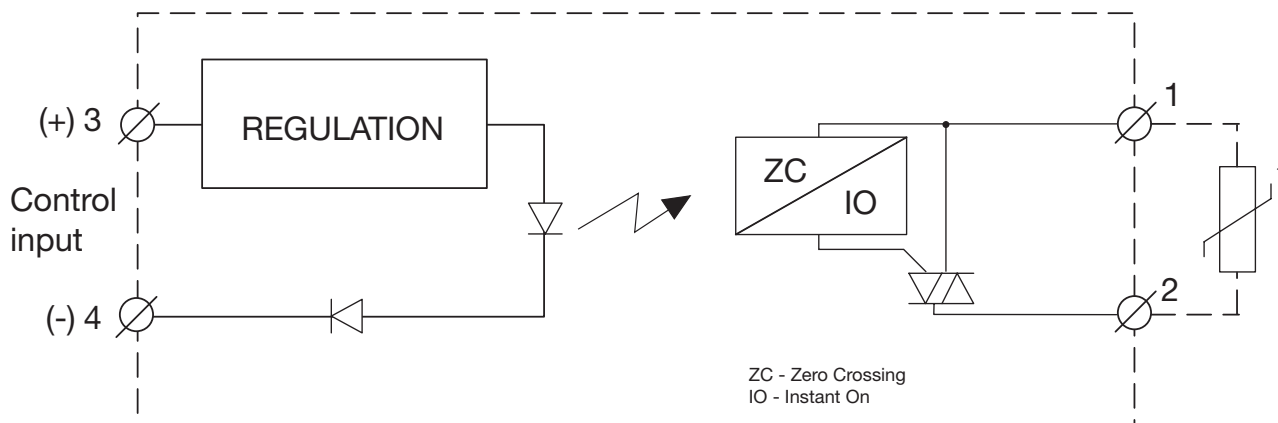 (+) 3
REGULATION
1
Control
input
ZC
IO
(-) 4
2
ZC - Zero Crossing
IO - Instant On